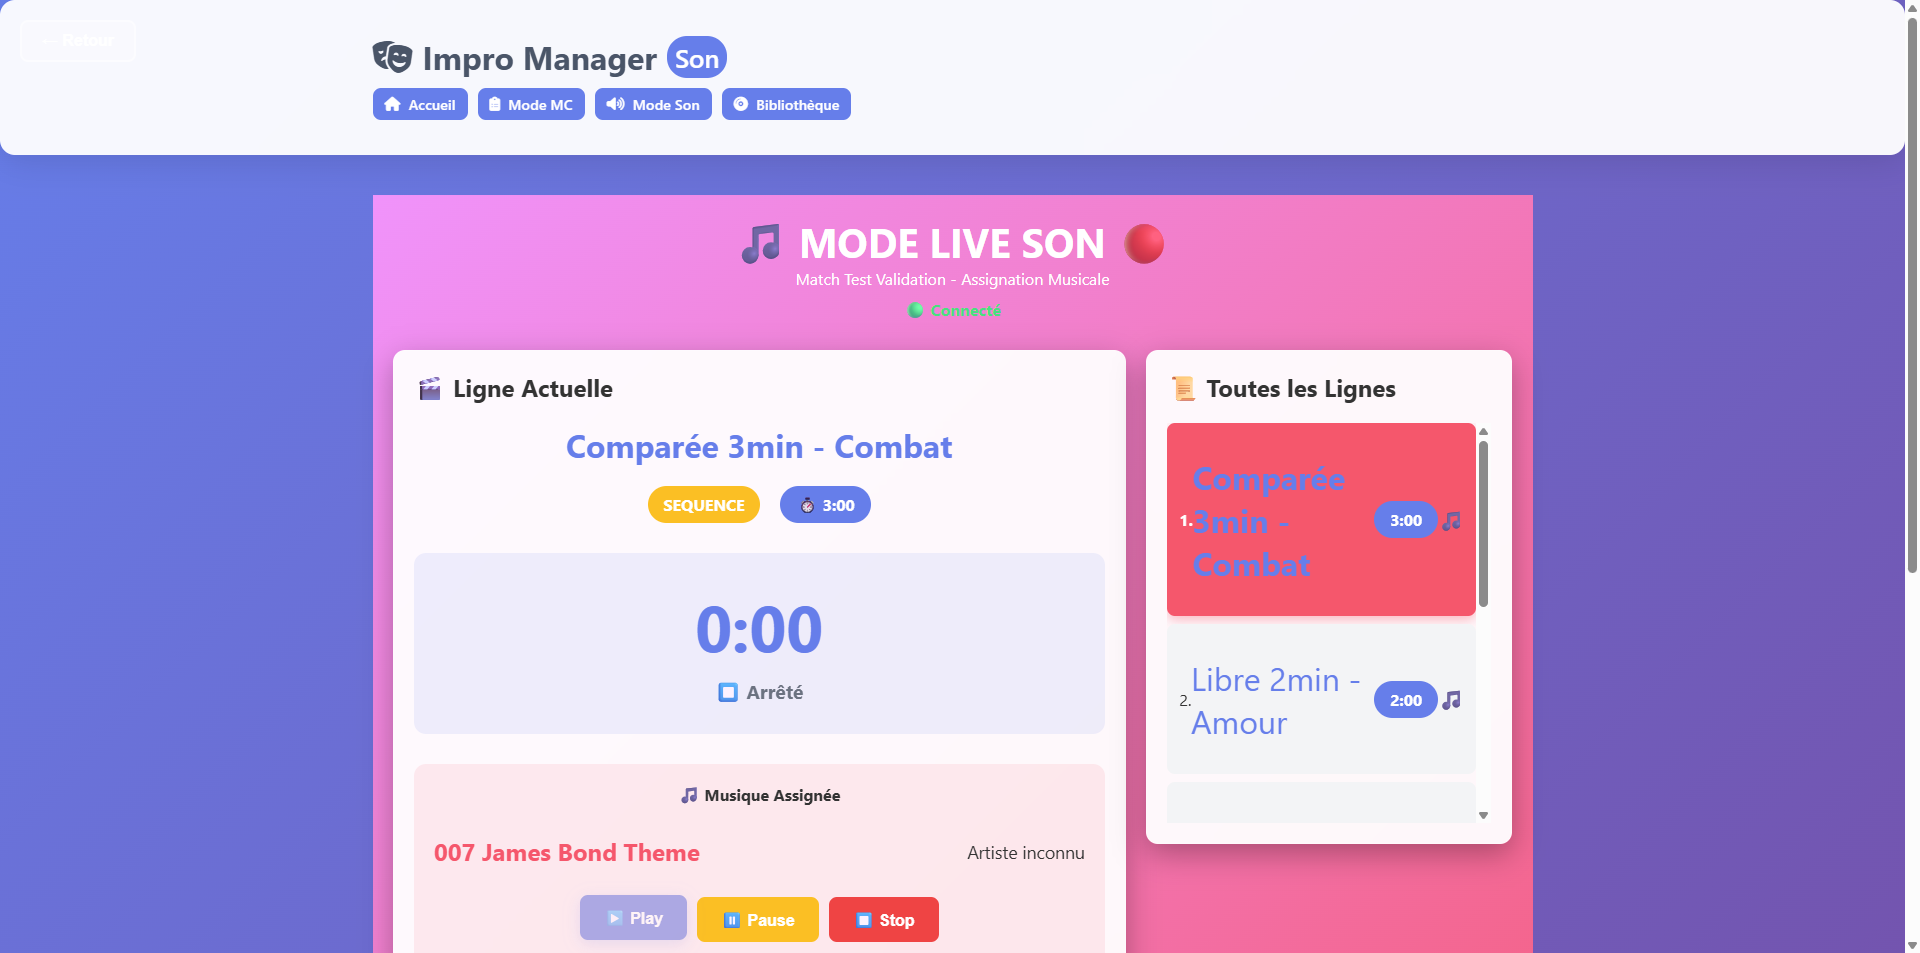 ← Retour
Impro Manager Son
Accueil
Mode MC
Mode Son
Bibliothèque
MODE LIVE SON
Match Test Validation - Assignation Musicale
Connecté
Ligne Actuelle
Comparée 3min - Combat
SEQUENCE
3:00
0:00
Arrêté
Musique Assignée
007 James Bond Theme
Artiste inconnu
Play
Pause
Stop
Toutes les Lignes
1.
Comparée
3min -
Combat
3:00
2.
Libre 2min -
Amour
2:00